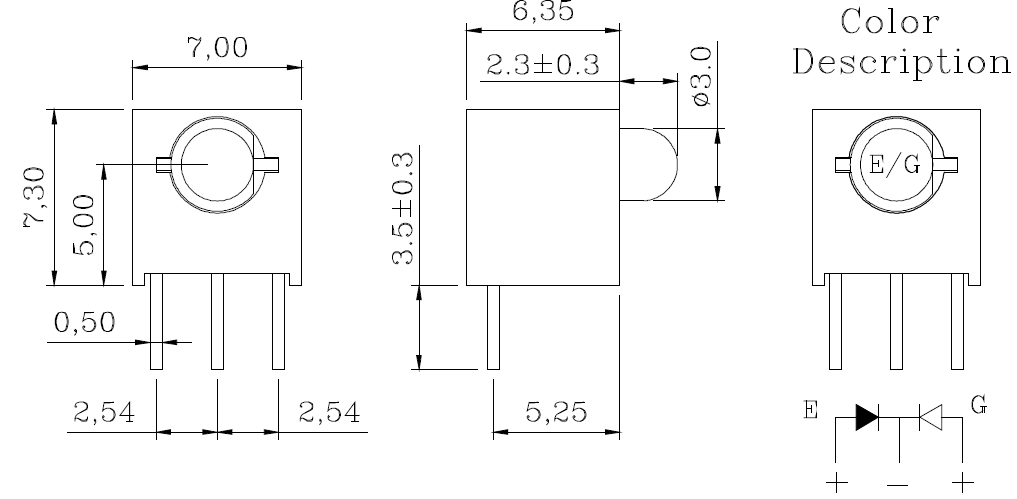 7,00
7,30
5,00
0,50
2,54
2,54
6,35
2.3±0.3
ø3.0
3.5±0.3
5,25
Color
Description
E/G
E
G
+ − +